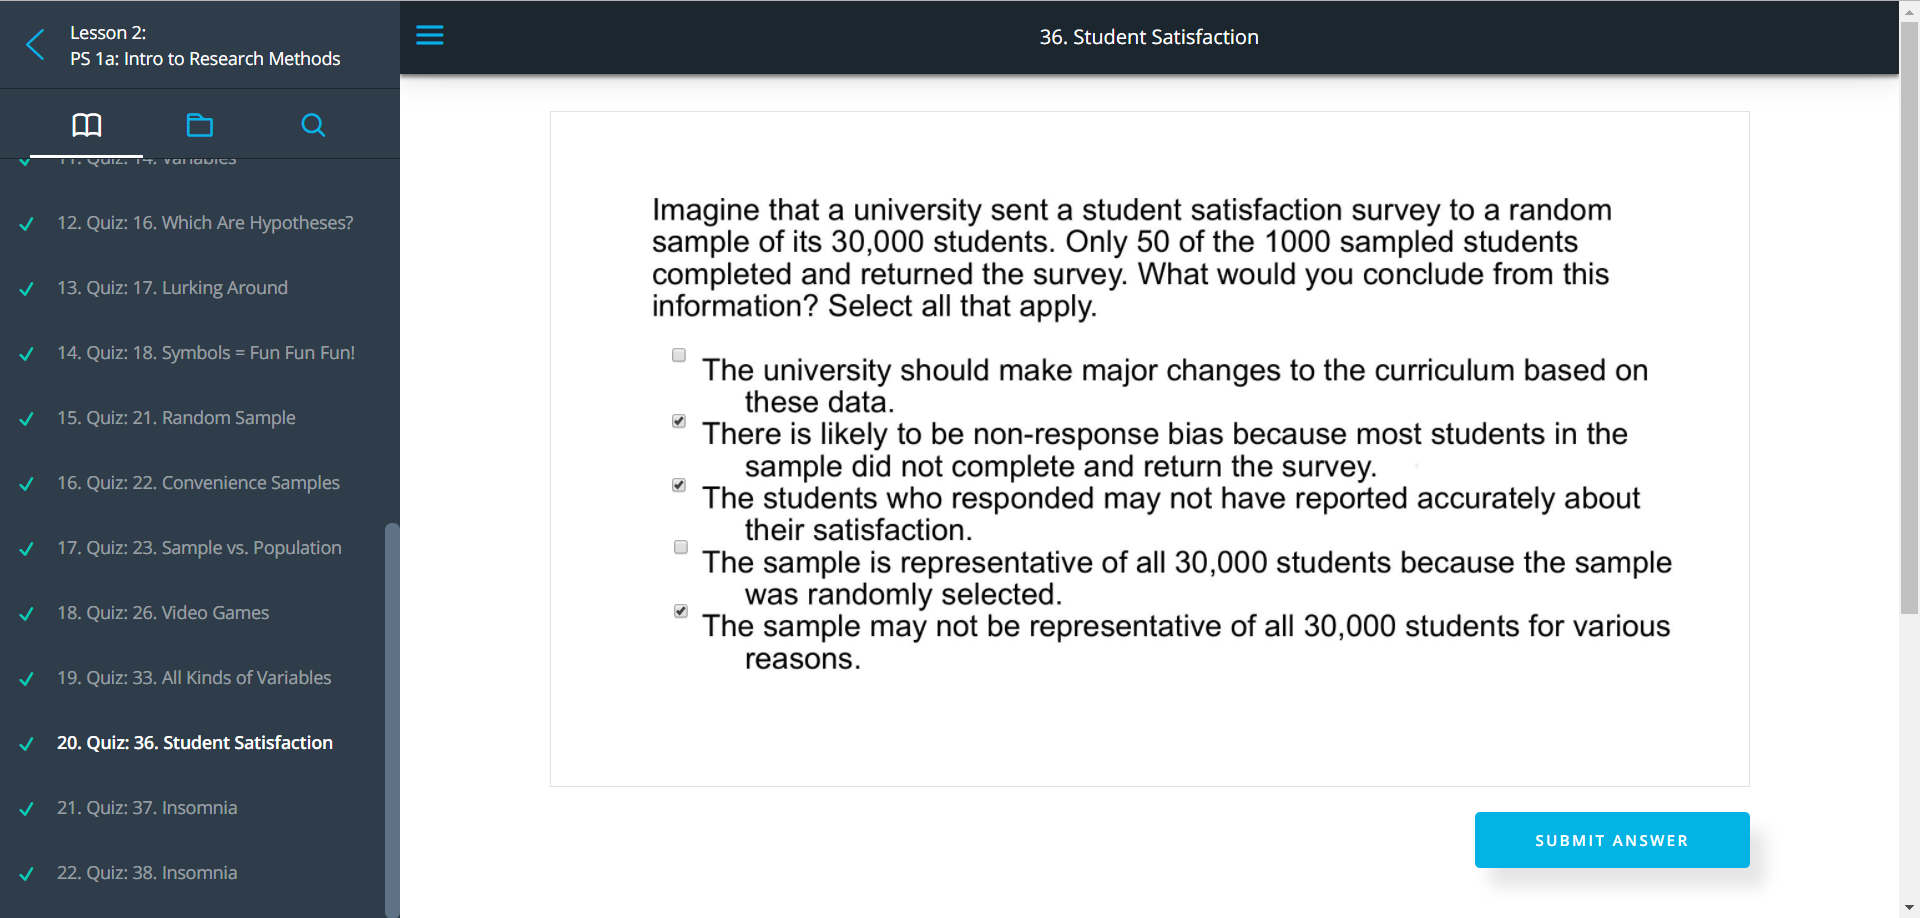 Lesson 2:
PS 1a: Intro to Research Methods
11. Quiz: 14. Variables
12. Quiz: 16. Which Are Hypotheses?
13. Quiz: 17. Lurking Around
14. Quiz: 18. Symbols = Fun Fun Fun!
15. Quiz: 21. Random Sample
16. Quiz: 22. Convenience Samples
17. Quiz: 23. Sample vs. Population
18. Quiz: 26. Video Games
19. Quiz: 33. All Kinds of Variables
20. Quiz: 36. Student Satisfaction
21. Quiz: 37. Insomnia
22. Quiz: 38. Insomnia
36. Student Satisfaction
Imagine that a university sent a student satisfaction survey to a random
sample of its 30,000 students. Only 50 of the 1000 sampled students
completed and returned the survey. What would you conclude from this
information? Select all that apply.
The university should make major changes to the curriculum based on
these data.
There is likely to be non-response bias because most students in the
sample did not complete and return the survey.
The students who responded may not have reported accurately about
their satisfaction.
The sample is representative of all 30,000 students because the sample
was randomly selected.
The sample may not be representative of all 30,000 students for various
reasons.
SUBMIT ANSWER